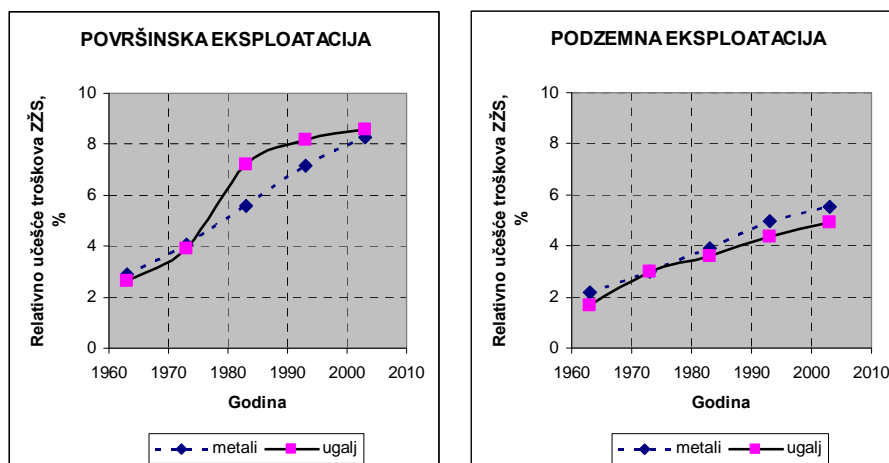 POVRŠINSKA EKSPLOATACIJA
Relativno učešće troškova ZŽS,
%
10
8
6
4
2
0
1960 1970 1980 1990 2000 2010
Godina
metali ugalj
PODZEMNA EKSPLOATACIJA
Relativno učešće troškova ZŽS,
%
10
8
6
4
2
0
1960 1970 1980 1990 2000 2010
Godina
metali ugalj